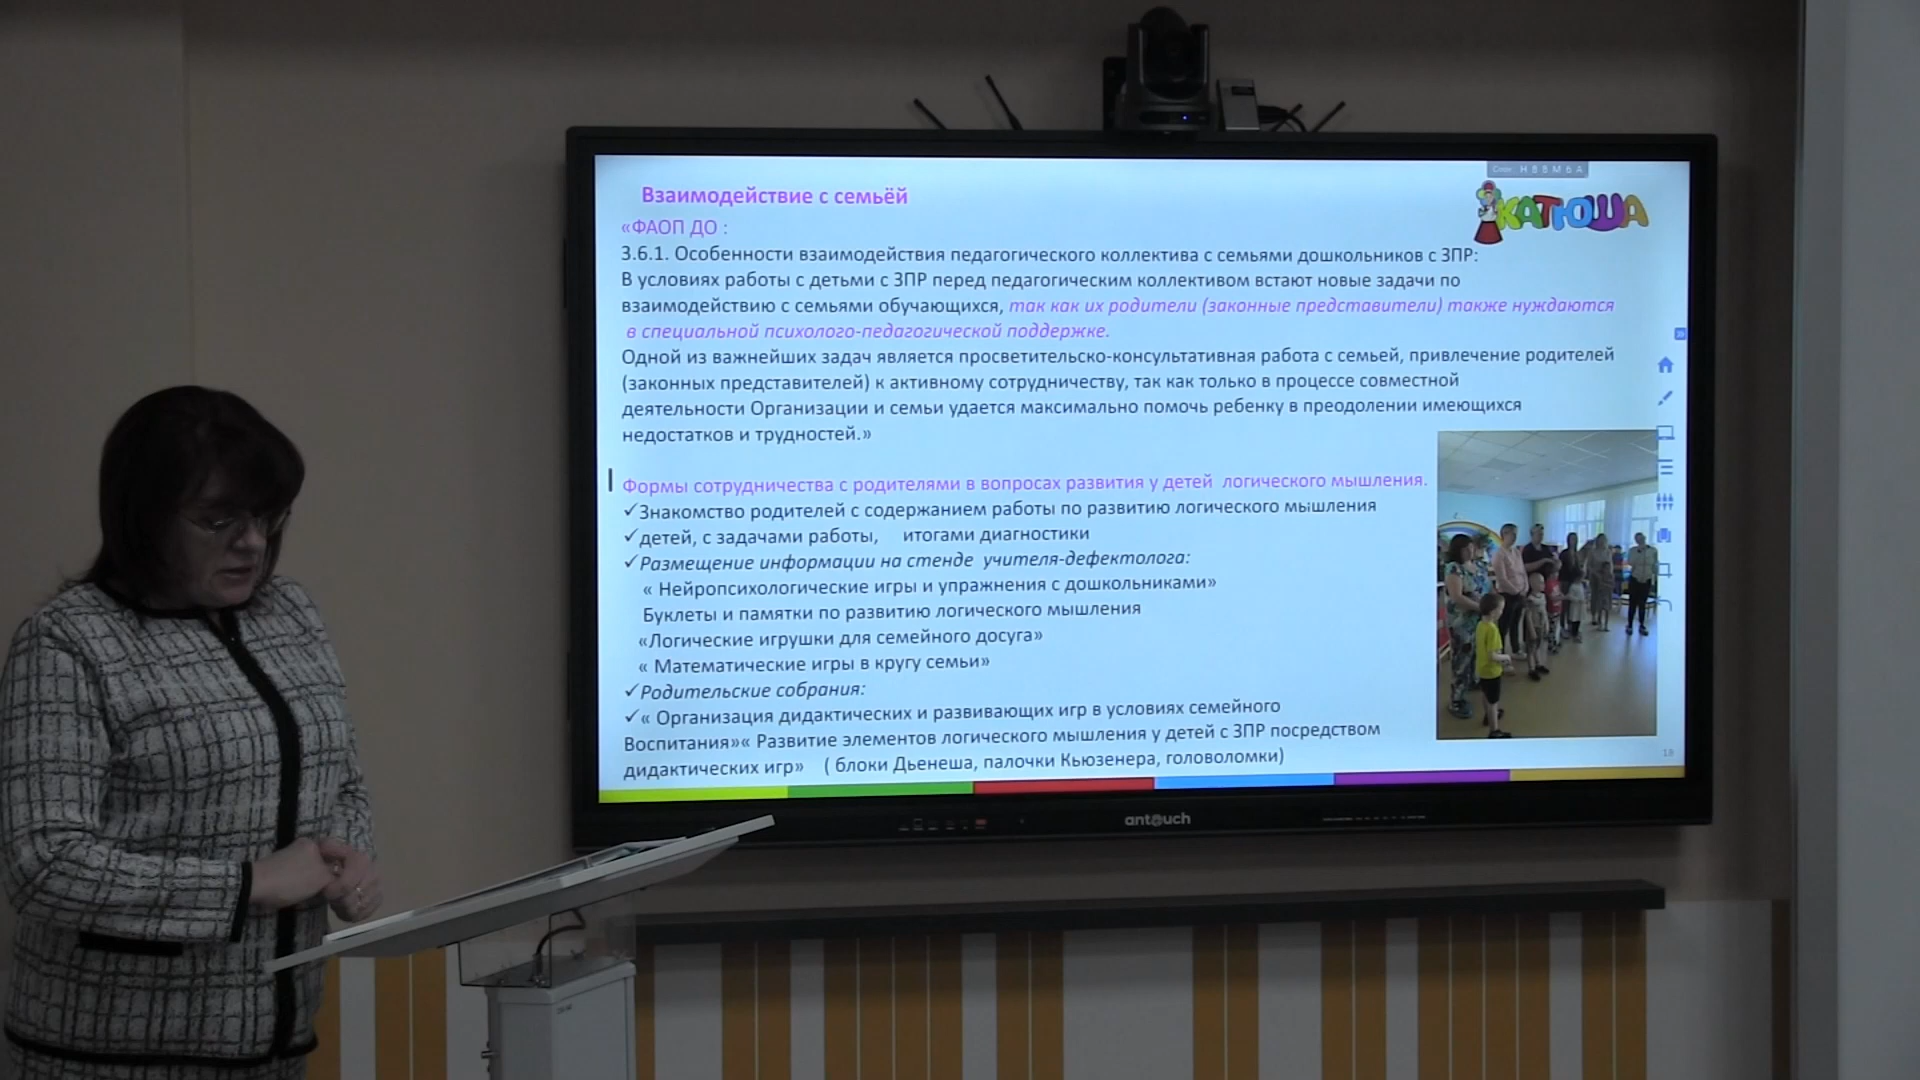 Взаимодействие с семьёй
КАТЮША
«ФАОП ДО :
3.6.1. Особенности взаимодействия педагогического коллектива с семьями дошкольников с ЗПР:
В условиях работы с детьми с ЗПР перед педагогическим коллективом встают новые задачи по
взаимодействию с семьями обучающихся, так как их родители (законные представители) также нуждаются
в специальной психолого-педагогической поддержке.
Одной из важнейших задач является просветительско-консультативная работа с семьей, привлечение родителей
(законных представителей) к активному сотрудничеству, так как только в процессе совместной
деятельности Организации и семьи удается максимально помочь ребенку в преодолении имеющихся
недостатков и трудностей.»
Формы сотрудничества с родителями в вопросах развития у детей логического мышления.
✓Знакомство родителей с содержанием работы по развитию логического мышления
✓детей, с задачами работы, итогами диагностики
✓Размещение информации на стенде учителя-дефектолога:
« Нейропсихологические игры и упражнения с дошкольниками»
Буклеты и памятки по развитию логического мышления
«Логические игрушки для семейного досуга»
« Математические игры в кругу семьи»
✓Родительские собрания:
✓« Организация дидактических и развивающих игр в условиях семейного
Воспитания»« Развитие элементов логического мышления у детей с ЗПР посредством
дидактических игр» ( блоки Дьенеша, палочки Кьюзенера, головоломки)
antouch